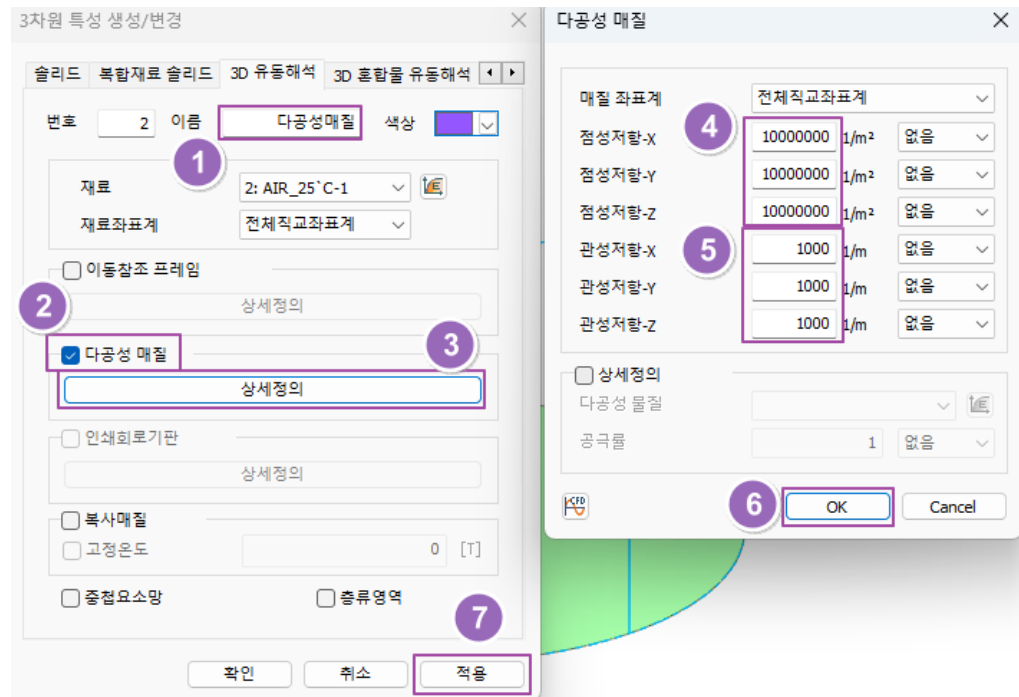 3차원 특성 생성/변경
솔리드 복합재료 솔리드 3D 유동해석 3D 혼합물 유동해석
번호 2 이름 다공성매질 색상
1
재료 2: AIR_25`C-1
재료좌표계 전체직교좌표계
이동참조 프레임
상세정의
2
다공성 매질
3
상세정의
인쇄회로기판
상세정의
복사매질
고정온도 0 [T]
중첩요소망 층류영역
7
확인 취소 적용
다공성 매질
매질 좌표계 전체직교좌표계
4
점성저항-X 10000000 1/m² 없음
점성저항-Y 10000000 1/m² 없음
점성저항-Z 10000000 1/m² 없음
5
관성저항-X 1000 1/m 없음
관성저항-Y 1000 1/m 없음
관성저항-Z 1000 1/m 없음
상세정의
다공성 물질
공극률 1 없음
CFD
6
OK Cancel